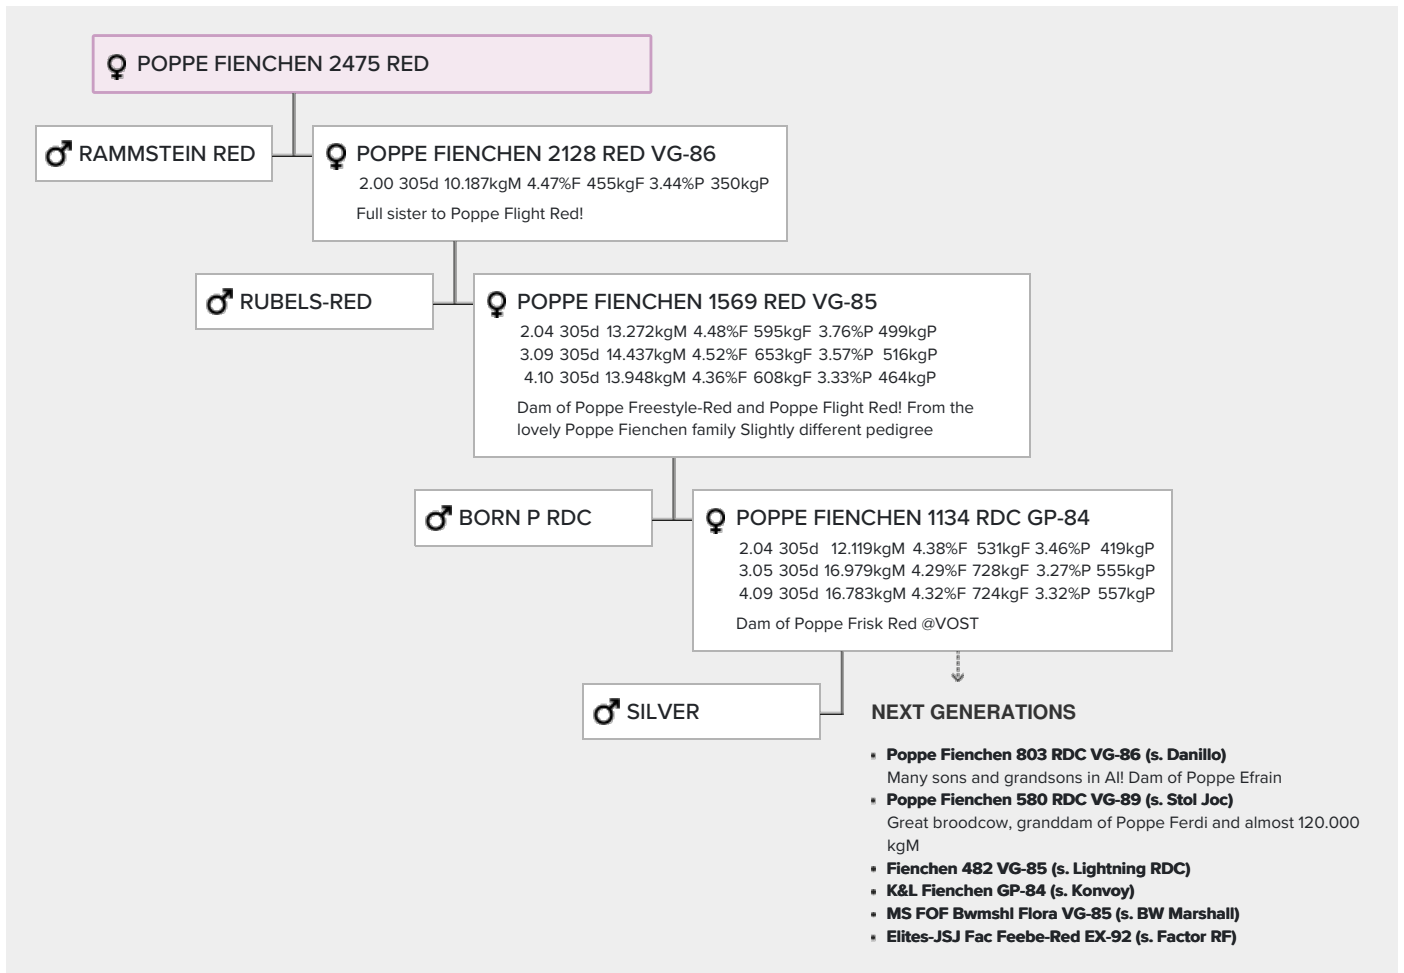 POPPE FIENCHEN 2475 RED
RAMMSTEIN RED
POPPE FIENCHEN 2128 RED VG-86
2.00 305d 10.187kgM 4.47%F 455kgF 3.44%P 350kgP
Full sister to Poppe Flight Red!
RUBELS-RED
POPPE FIENCHEN 1569 RED VG-85
2.04 305d 13.272kgM 4.48%F 595kgF 3.76%P 499kgP
3.09 305d 14.437kgM 4.52%F 653kgF 3.57%P 516kgP
4.10 305d 13.948kgM 4.36%F 608kgF 3.33%P 464kgP
Dam of Poppe Freestyle-Red and Poppe Flight Red! From the
lovely Poppe Fienchen family Slightly different pedigree
BORN P RDC
POPPE FIENCHEN 1134 RDC GP-84
2.04 305d 12.119kgM 4.38%F 531kgF 3.46%P 419kgP
3.05 305d 16.979kgM 4.29%F 728kgF 3.27%P 555kgP
4.09 305d 16.783kgM 4.32%F 724kgF 3.32%P 557kgP
Dam of Poppe Frisk Red @VOST
SILVER
NEXT GENERATIONS
Poppe Fienchen 803 RDC VG-86 (s. Danillo)
Many sons and grandsons in AI! Dam of Poppe Efrain
Poppe Fienchen 580 RDC VG-89 (s. Stol Joc)
Great broodcow, granddam of Poppe Ferdi and almost 120.000
kgM
Fienchen 482 VG-85 (s. Lightning RDC)
K&L Fienchen GP-84 (s. Konvoy)
MS FOF Bwmshl Flora VG-85 (s. BW Marshall)
Elites-JSJ Fac Feebe-Red EX-92 (s. Factor RF)